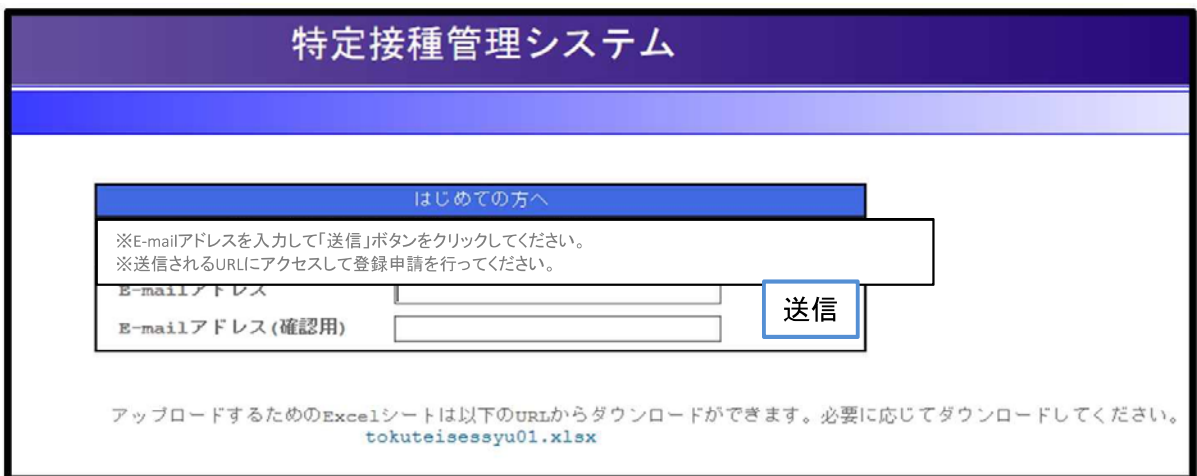 特定接種管理システム
はじめての方へ
※E-mailアドレスを入力して「送信」ボタンをクリックしてください。
※送信されるURLにアクセスして登録申請を行ってください。
E-mailアドレス
送信
E-mailアドレス(確認用)
アップロードするためのExcelシートは以下のURLからダウンロードができます。必要に応じてダウンロードしてください。
tokuteisessyu01.xlsx